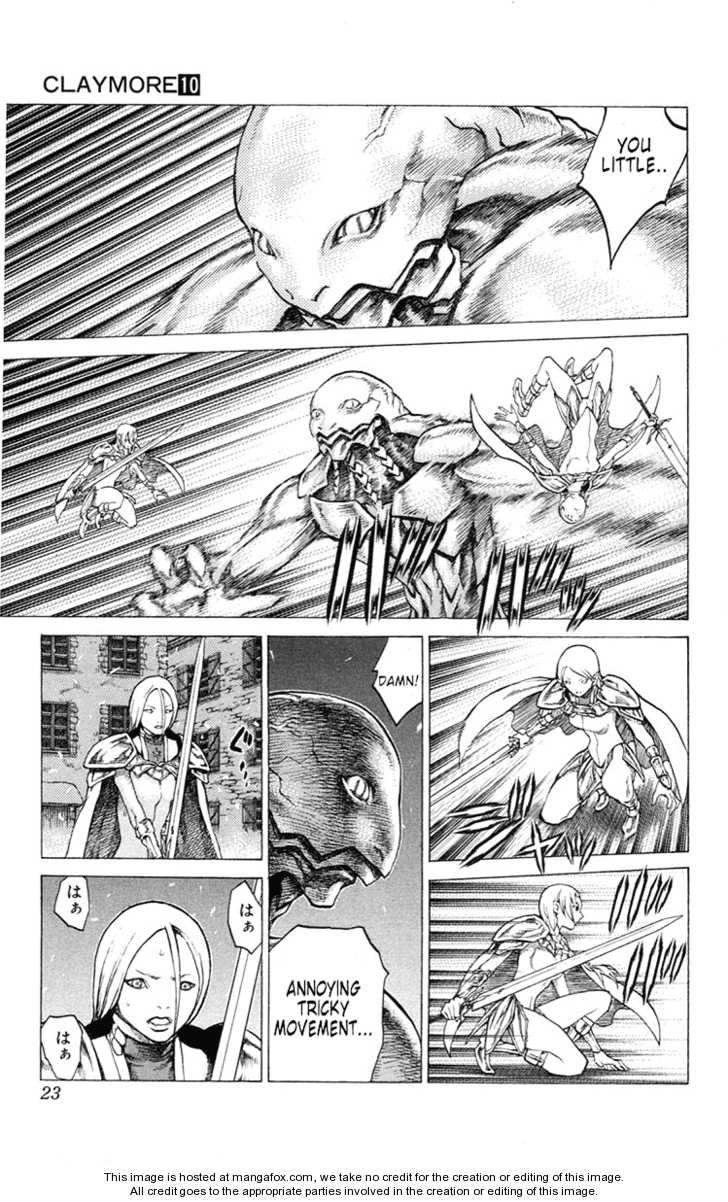 CLAYMORE10
YOU
LITTLE..
DAMN!
ANNOYING
TRICKY
MOVEMENT...
はぁ
はぁ
はぁ
23
This image is hosted at mangafox.com, we take no credit for the creation or editing of this image.
All credit goes to the appropriate parties involved in the creation or editing of this image.